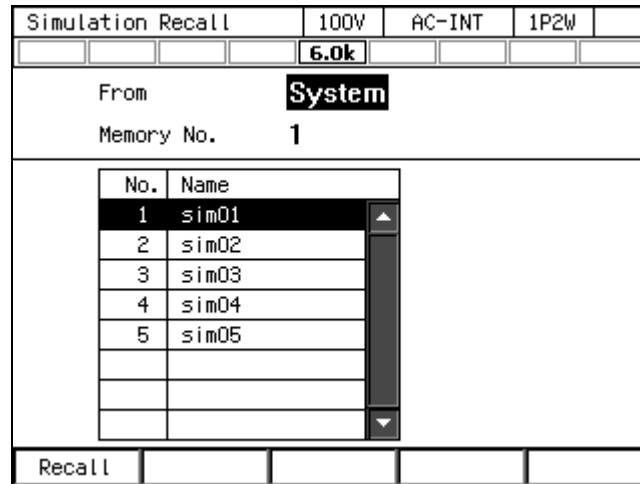 Simulation Recall 100V AC-INT 1P2W
6.0k
From System
Memory No. 1
No. Name
1 sim01
2 sim02
3 sim03
4 sim04
5 sim05
Recall